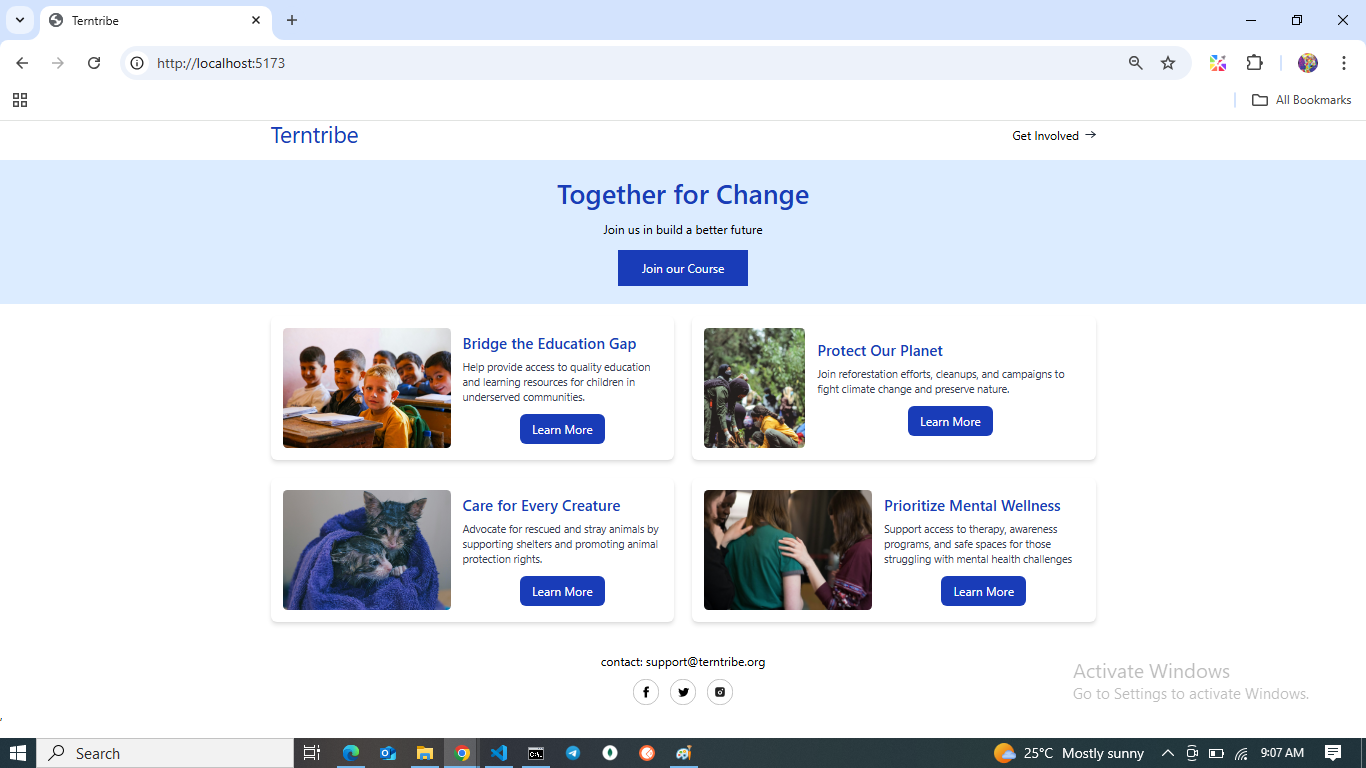 Terntribe
http://localhost:5173
All Bookmarks
Terntribe
Get Involved →
Together for Change
Join us in build a better future
Join our Course
Bridge the Education Gap
Help provide access to quality education
and learning resources for children in
underserved communities.
Learn More
Protect Our Planet
Join reforestation efforts, cleanups, and campaigns to
fight climate change and preserve nature.
Learn More
Care for Every Creature
Advocate for rescued and stray animals by
supporting shelters and promoting animal
protection rights.
Learn More
Prioritize Mental Wellness
Support access to therapy, awareness
programs, and safe spaces for those
struggling with mental health challenges
Learn More
contact: support@terntribe.org
Activate Windows
Go to Settings to activate Windows.
Search
25°C Mostly sunny
9:07 AM